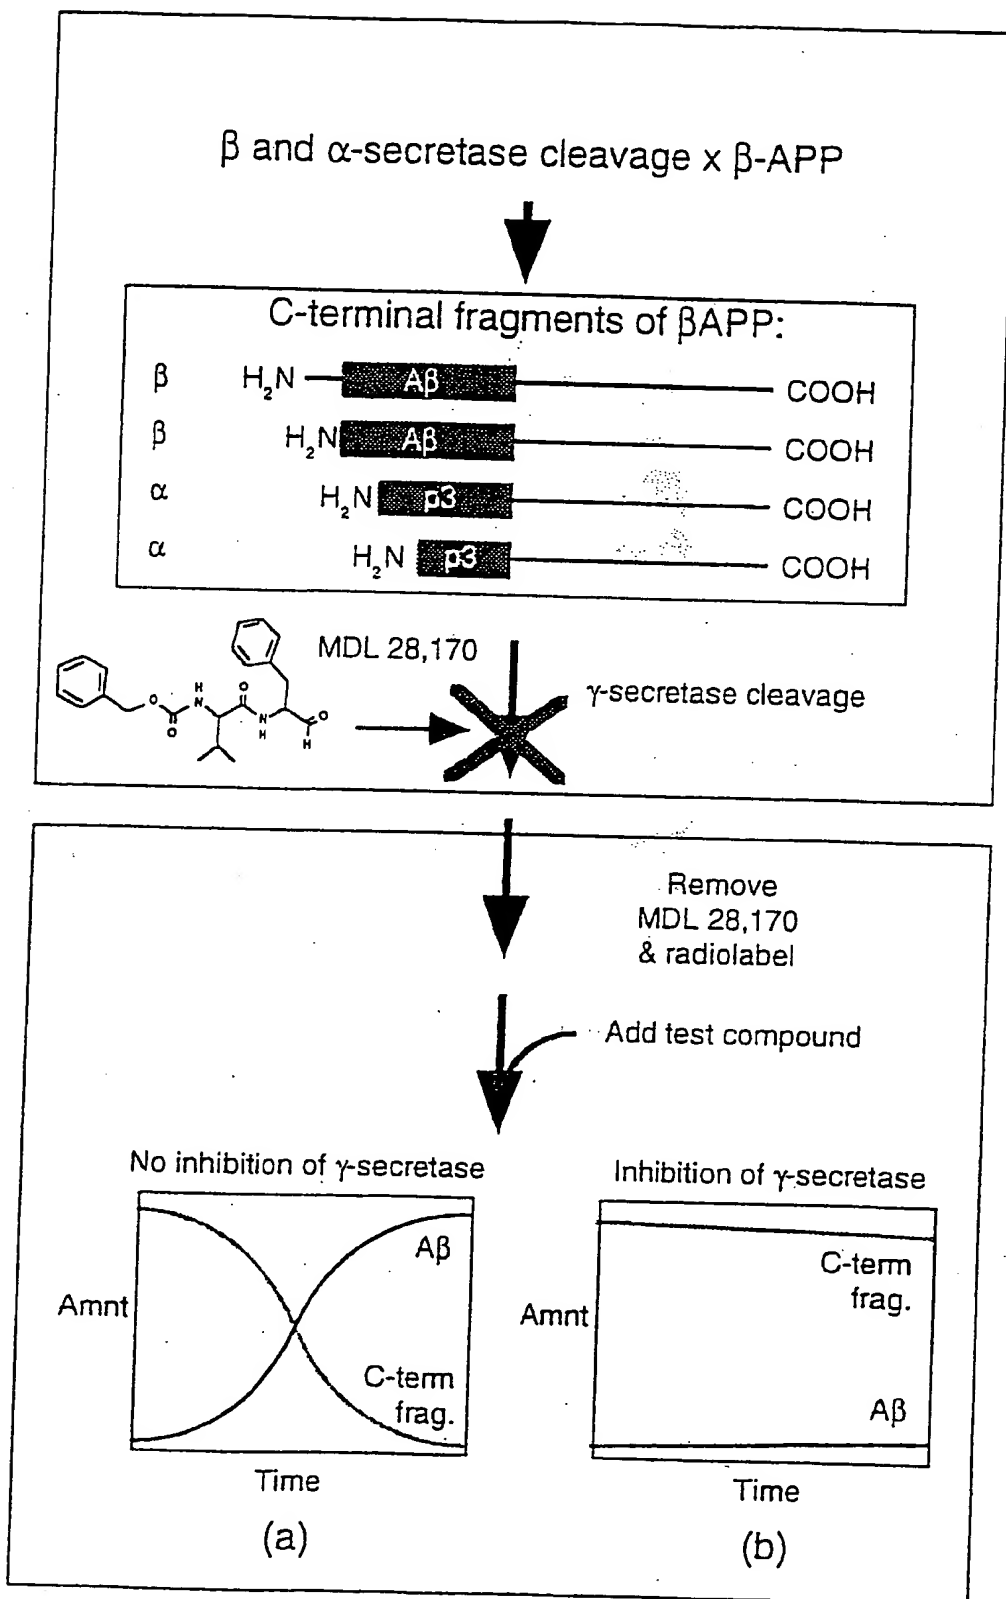 β and α-secretase cleavage x β-APP
C-terminal fragments of βAPP:
β H₂N Aβ COOH
β H₂N Aβ COOH
α H₂N p3 COOH
α H₂N p3 COOH
MDL 28,170
γ-secretase cleavage
H O O
O N N O
O H H
Remove
MDL 28,170
& radiolabel
Add test compound
No inhibition of γ-secretase
Amnt
Aβ
C-term
frag.
Time
(a)
Inhibition of γ-secretase
Amnt
C-term
frag.
Aβ
Time
(b)